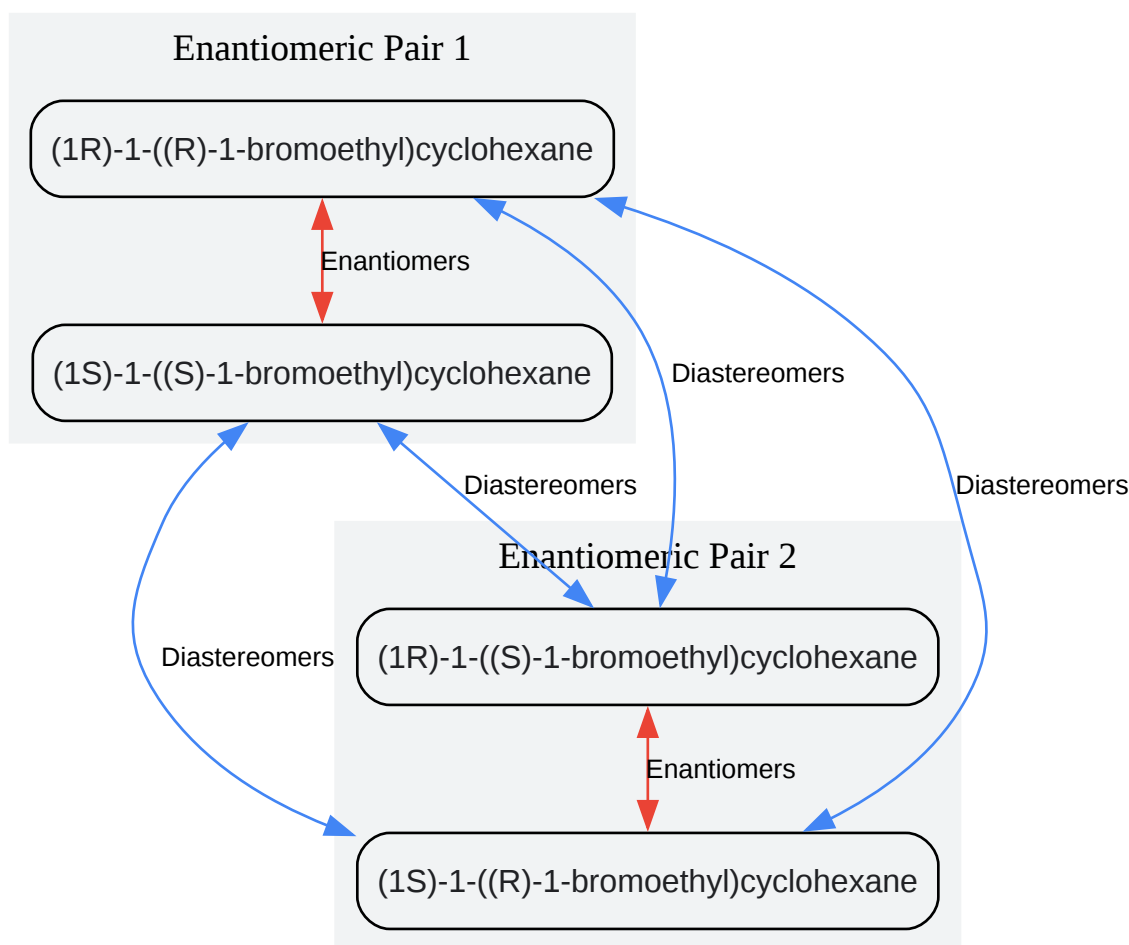 Enantiomeric Pair 1
(1R)-1-((R)-1-bromoethyl)cyclohexane
Enantiomers
(1S)-1-((S)-1-bromoethyl)cyclohexane
Diastereomers
Diastereomers
Diastereomers
Enantiomeric Pair 2
(1R)-1-((S)-1-bromoethyl)cyclohexane
Diastereomers
Enantiomers
(1S)-1-((R)-1-bromoethyl)cyclohexane